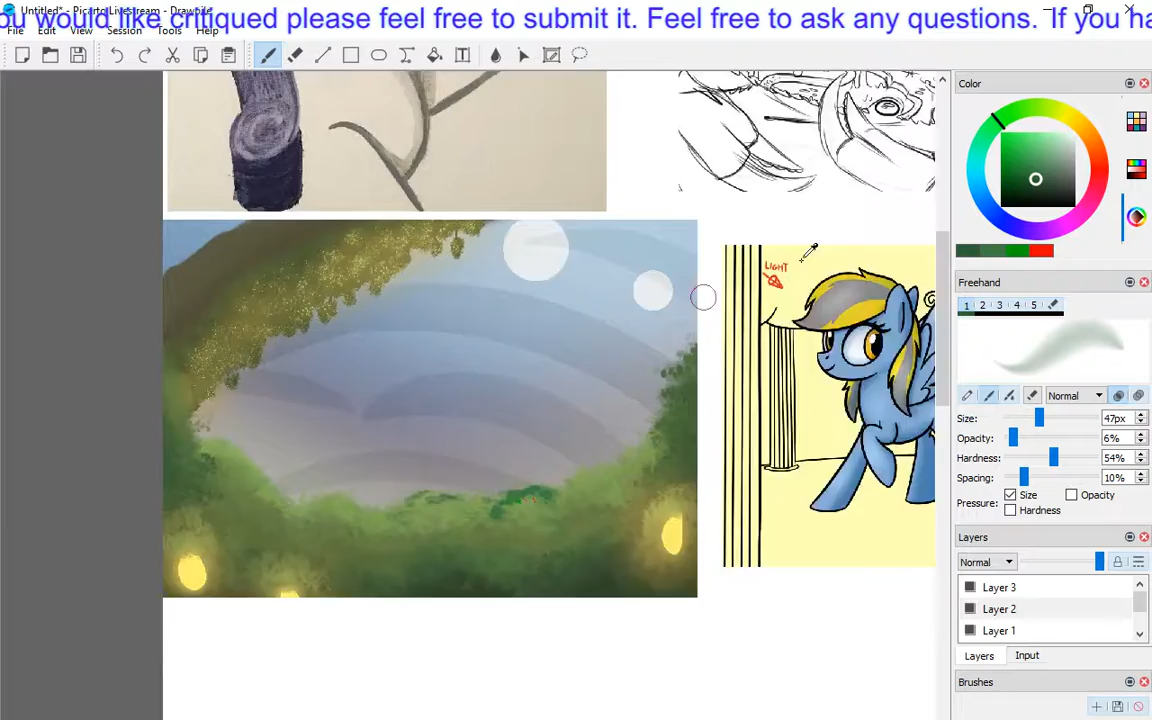 ou would like critiqued please feel free to submit it. Feel free to ask any questions. If you ha
Untitled* - Picarto Livestream - Drawpile
File Edit View Session Tools Help
Color
LIGHT
Freehand
1 2 3 4 5
Normal
Size: 47px
Opacity: 6%
Hardness: 54%
Spacing: 10%
Pressure: Size Opacity
Hardness
Layers
Normal
Layer 3
Layer 2
Layer 1
Layers Input
Brushes